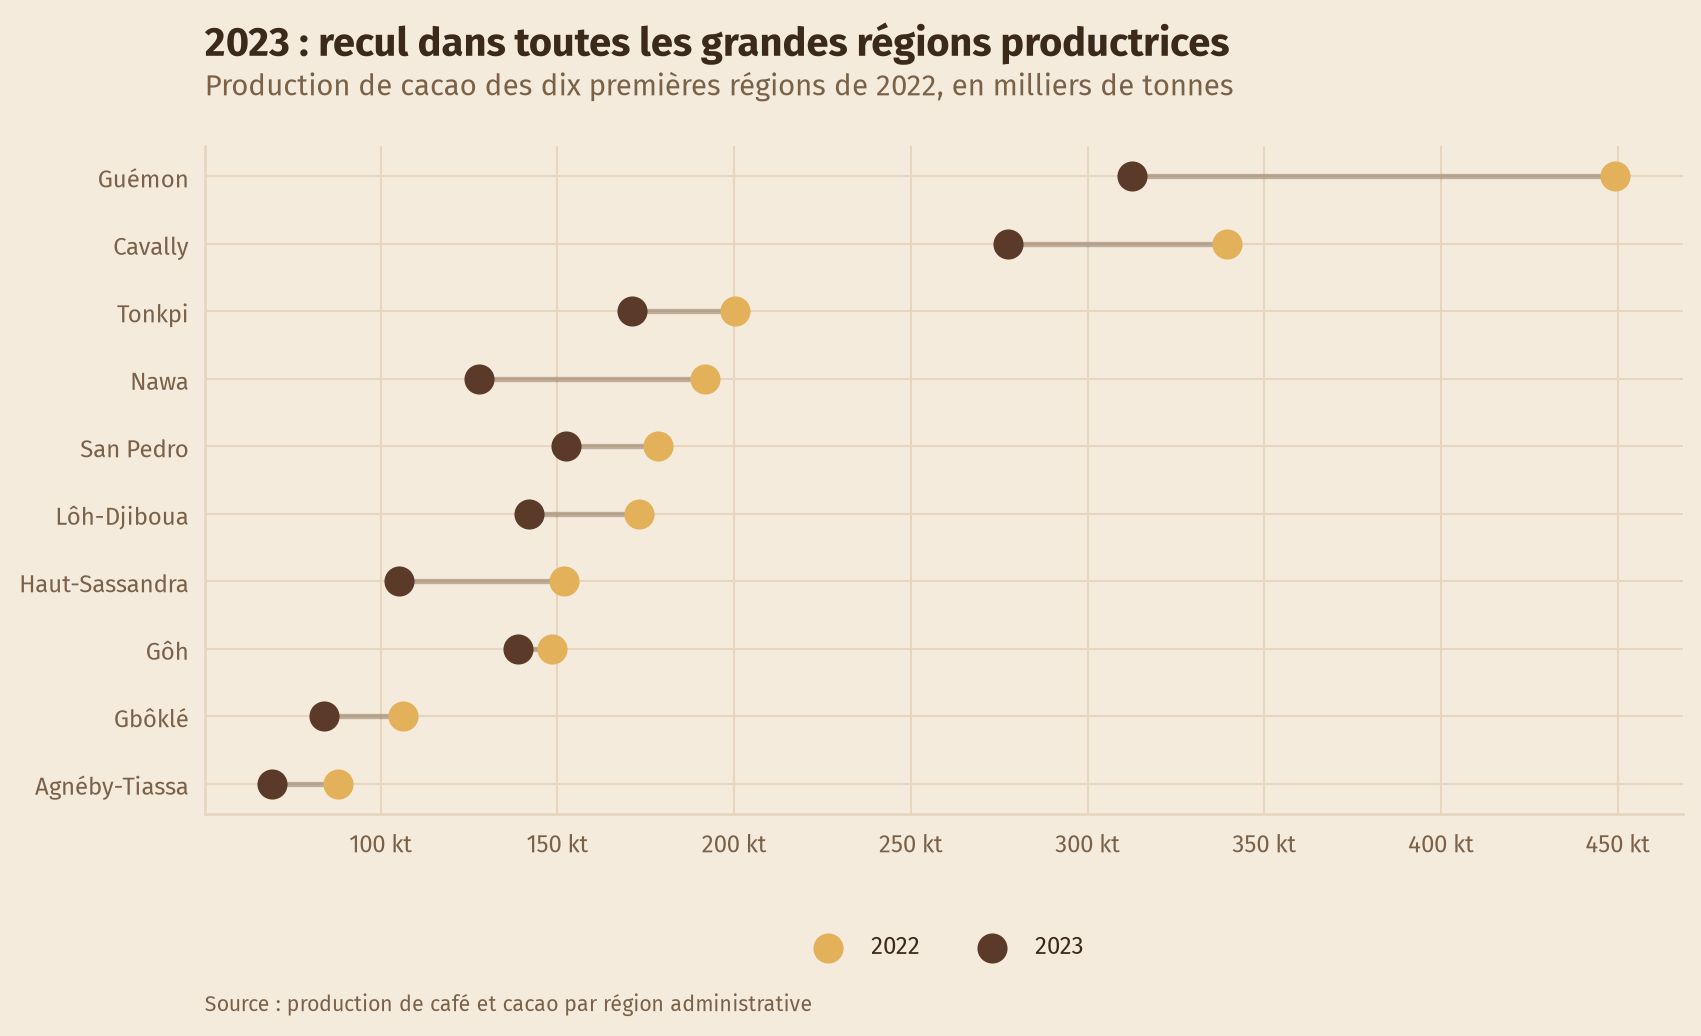 2023 : recul dans toutes les grandes régions productrices
Production de cacao des dix premières régions de 2022, en milliers de tonnes
Guémon
Cavally
Tonkpi
Nawa
San Pedro
Lôh-Djiboua
Haut-Sassandra
Gôh
Gbôklé
Agnéby-Tiassa
100 kt 150 kt 200 kt 250 kt 300 kt 350 kt 400 kt 450 kt
2022 2023
Source : production de café et cacao par région administrative